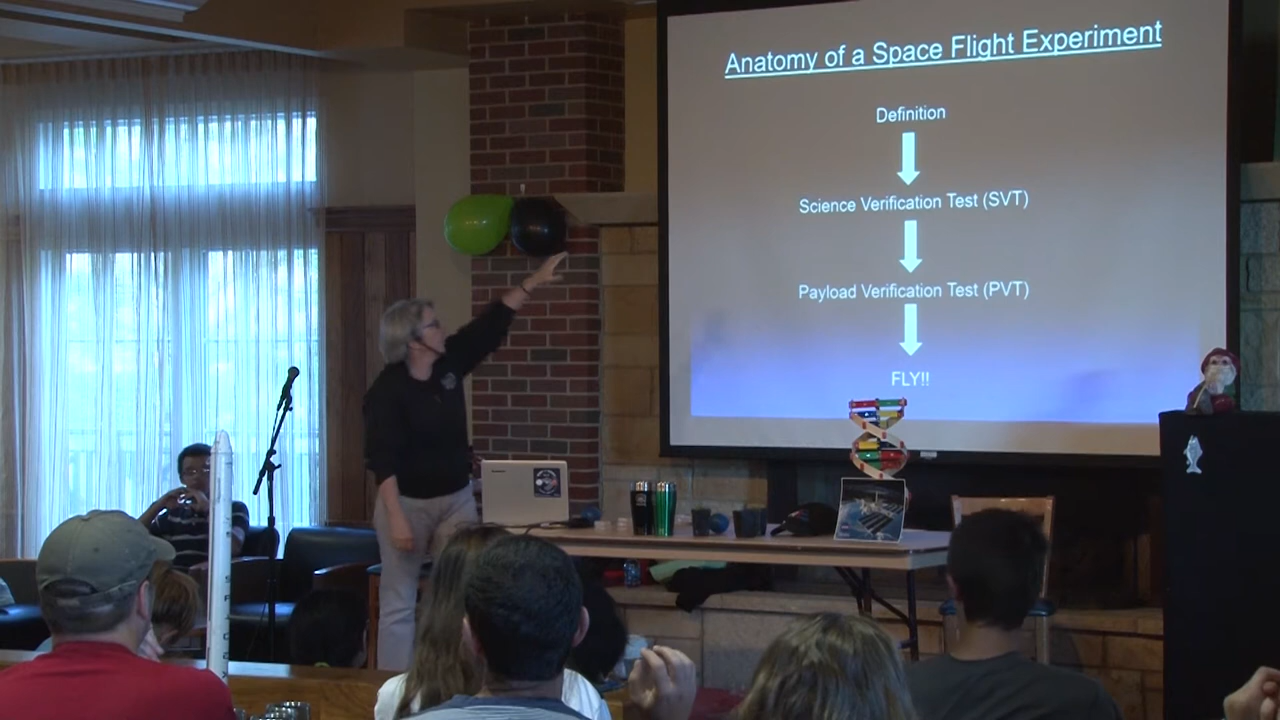 Anatomy of a Space Flight Experiment
Definition
Science Verification Test (SVT)
Payload Verification Test (PVT)
FLY!!